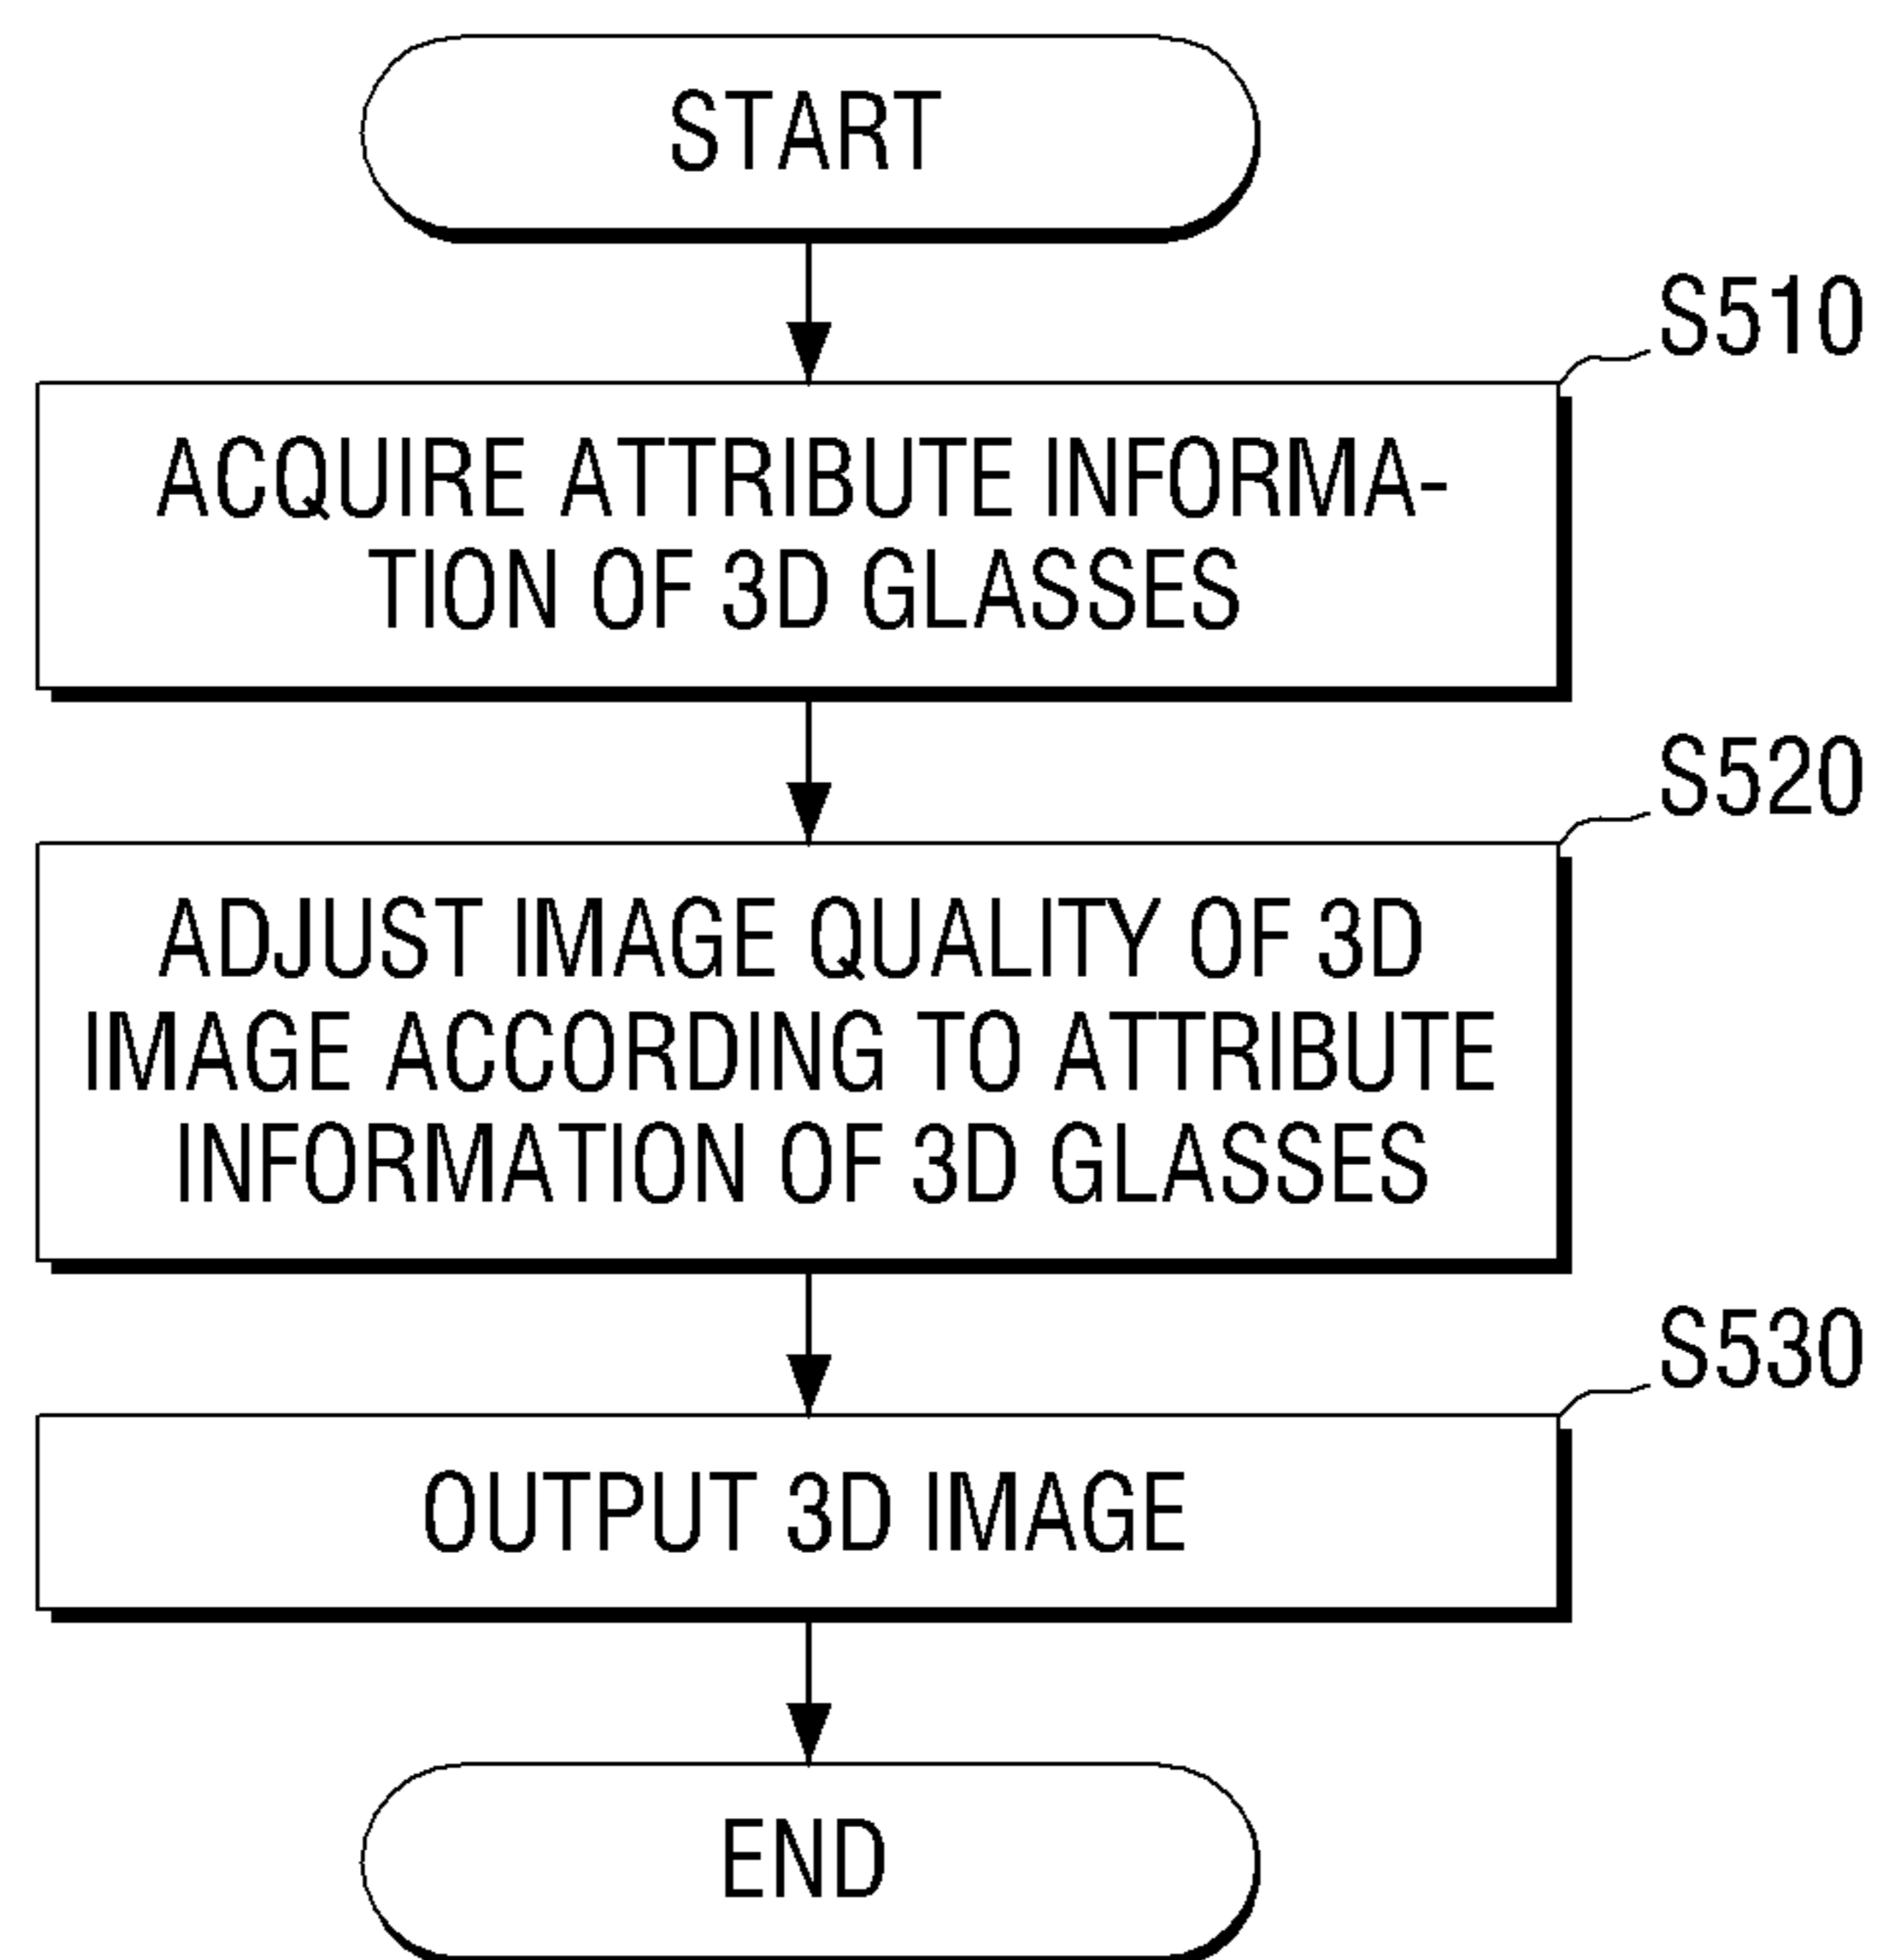 START
S510
ACQUIRE ATTRIBUTE INFORMA-
TION OF 3D GLASSES
S520
ADJUST IMAGE QUALITY OF 3D
IMAGE ACCORDING TO ATTRIBUTE
INFORMATION OF 3D GLASSES
S530
OUTPUT 3D IMAGE
END